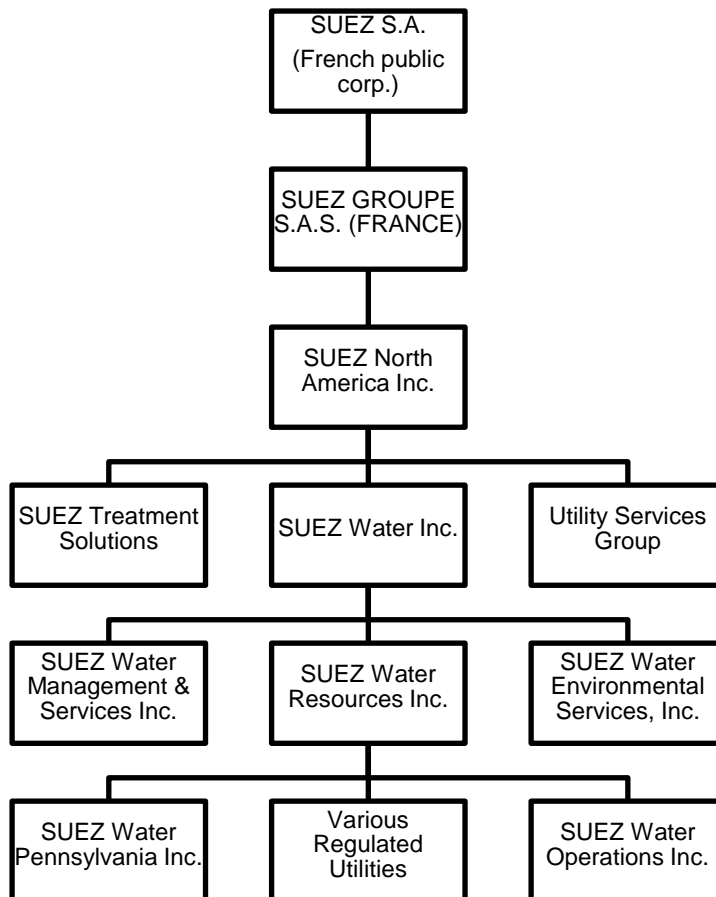 SUEZ S.A.
(French public
corp.)
SUEZ GROUPE
S.A.S. (FRANCE)
SUEZ North
America Inc.
SUEZ Treatment
Solutions
SUEZ Water Inc.
Utility Services
Group
SUEZ Water
Management &
Services Inc.
SUEZ Water
Resources Inc.
SUEZ Water
Environmental
Services, Inc.
SUEZ Water
Pennsylvania Inc.
Various
Regulated
Utilities
SUEZ Water
Operations Inc.